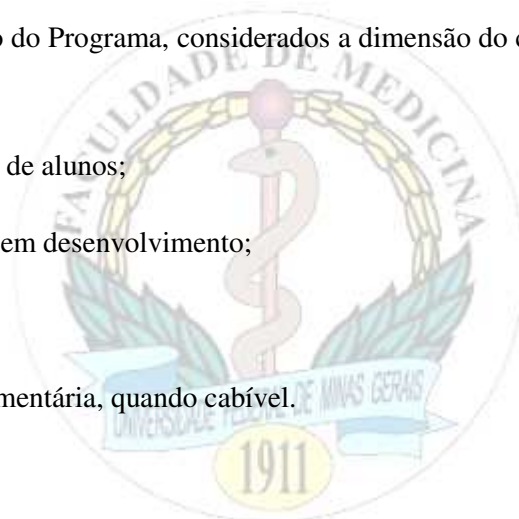 o do Programa, considerados a dimensão do
FACULDADE DE MEDICINA
de alunos;
em desenvolvimento;
mentária, quando cabível.
UNIVERSIDADE FEDERAL DE MINAS GERAIS
1911